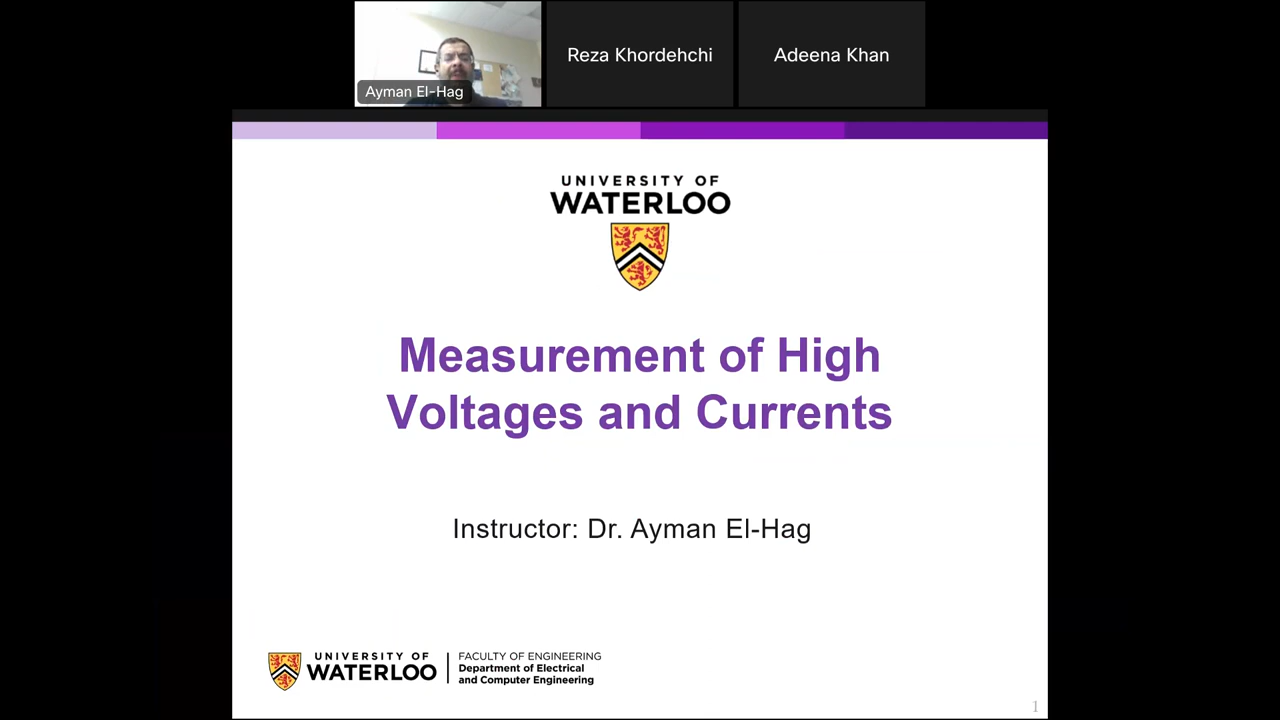 Ayman El-Hag
Reza Khordehchi
Adeena Khan
UNIVERSITY OF
WATERLOO
Measurement of High
Voltages and Currents
Instructor: Dr. Ayman El-Hag
UNIVERSITY OF
WATERLOO
FACULTY OF ENGINEERING
Department of Electrical
and Computer Engineering
1